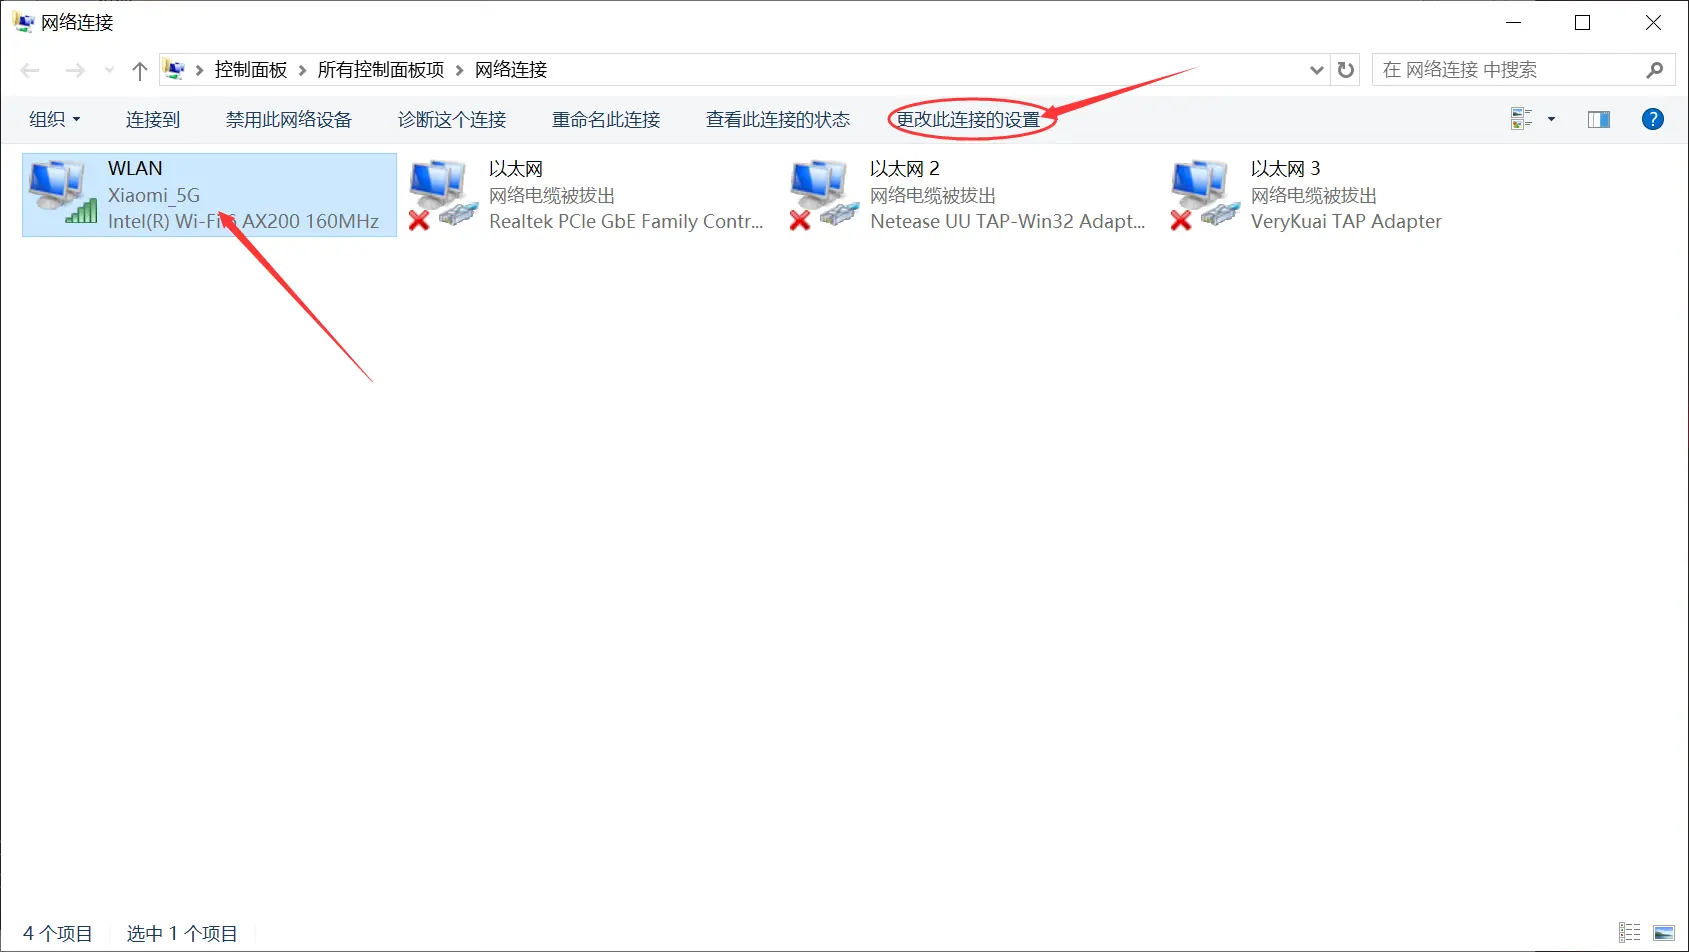 网络连接
控制面板 所有控制面板项 网络连接
在 网络连接 中搜索
组织 连接到 禁用此网络设备 诊断这个连接 重命名此连接 查看此连接的状态 更改此连接的设置
WLAN
Xiaomi_5G
Intel(R) Wi-Fi 6 AX200 160MHz
以太网
网络电缆被拔出
Realtek PCIe GbE Family Contr...
以太网 2
网络电缆被拔出
Netease UU TAP-Win32 Adapt...
以太网 3
网络电缆被拔出
VeryKuai TAP Adapter
4 个项目 选中 1 个项目